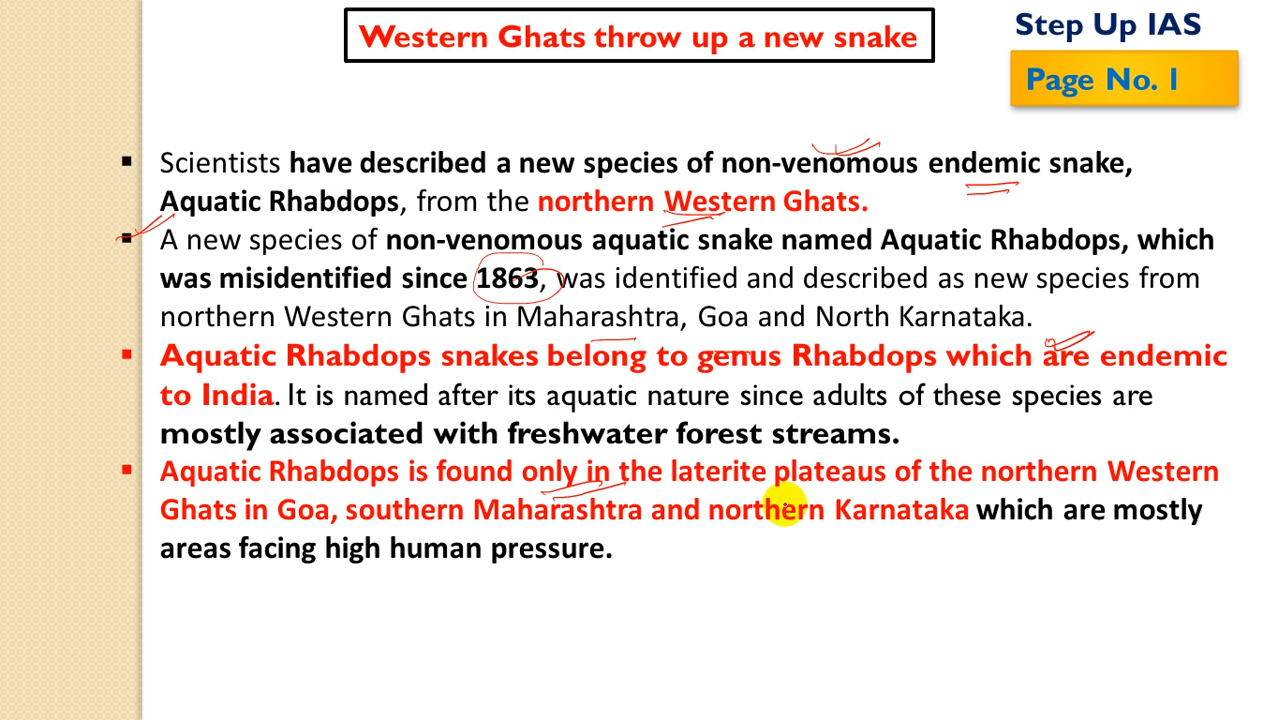 Western Ghats throw up a new snake
Step Up IAS
Page No. 1
▪ Scientists have described a new species of non-venomous endemic snake,
Aquatic Rhabdops, from the northern Western Ghats.
▪ A new species of non-venomous aquatic snake named Aquatic Rhabdops, which
was misidentified since 1863, was identified and described as new species from
northern Western Ghats in Maharashtra, Goa and North Karnataka.
▪ Aquatic Rhabdops snakes belong to genus Rhabdops which are endemic
to India. It is named after its aquatic nature since adults of these species are
mostly associated with freshwater forest streams.
▪ Aquatic Rhabdops is found only in the laterite plateaus of the northern Western
Ghats in Goa, southern Maharashtra and northern Karnataka which are mostly
areas facing high human pressure.